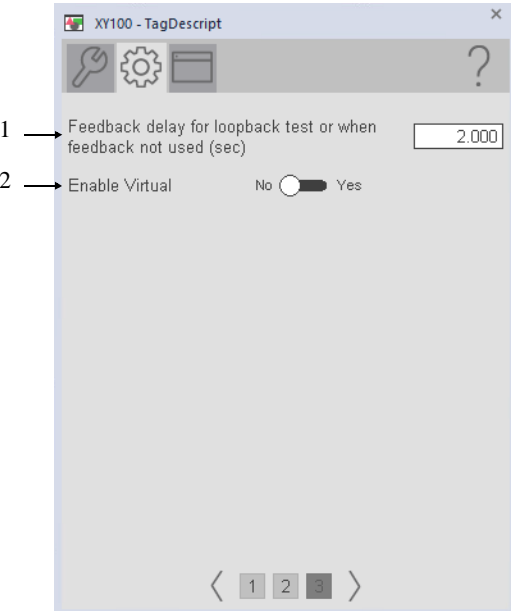 XY100 - TagDescript
?
1 Feedback delay for loopback test or when
feedback not used (sec) 2.000
2 Enable Virtual No Yes
1 2 3